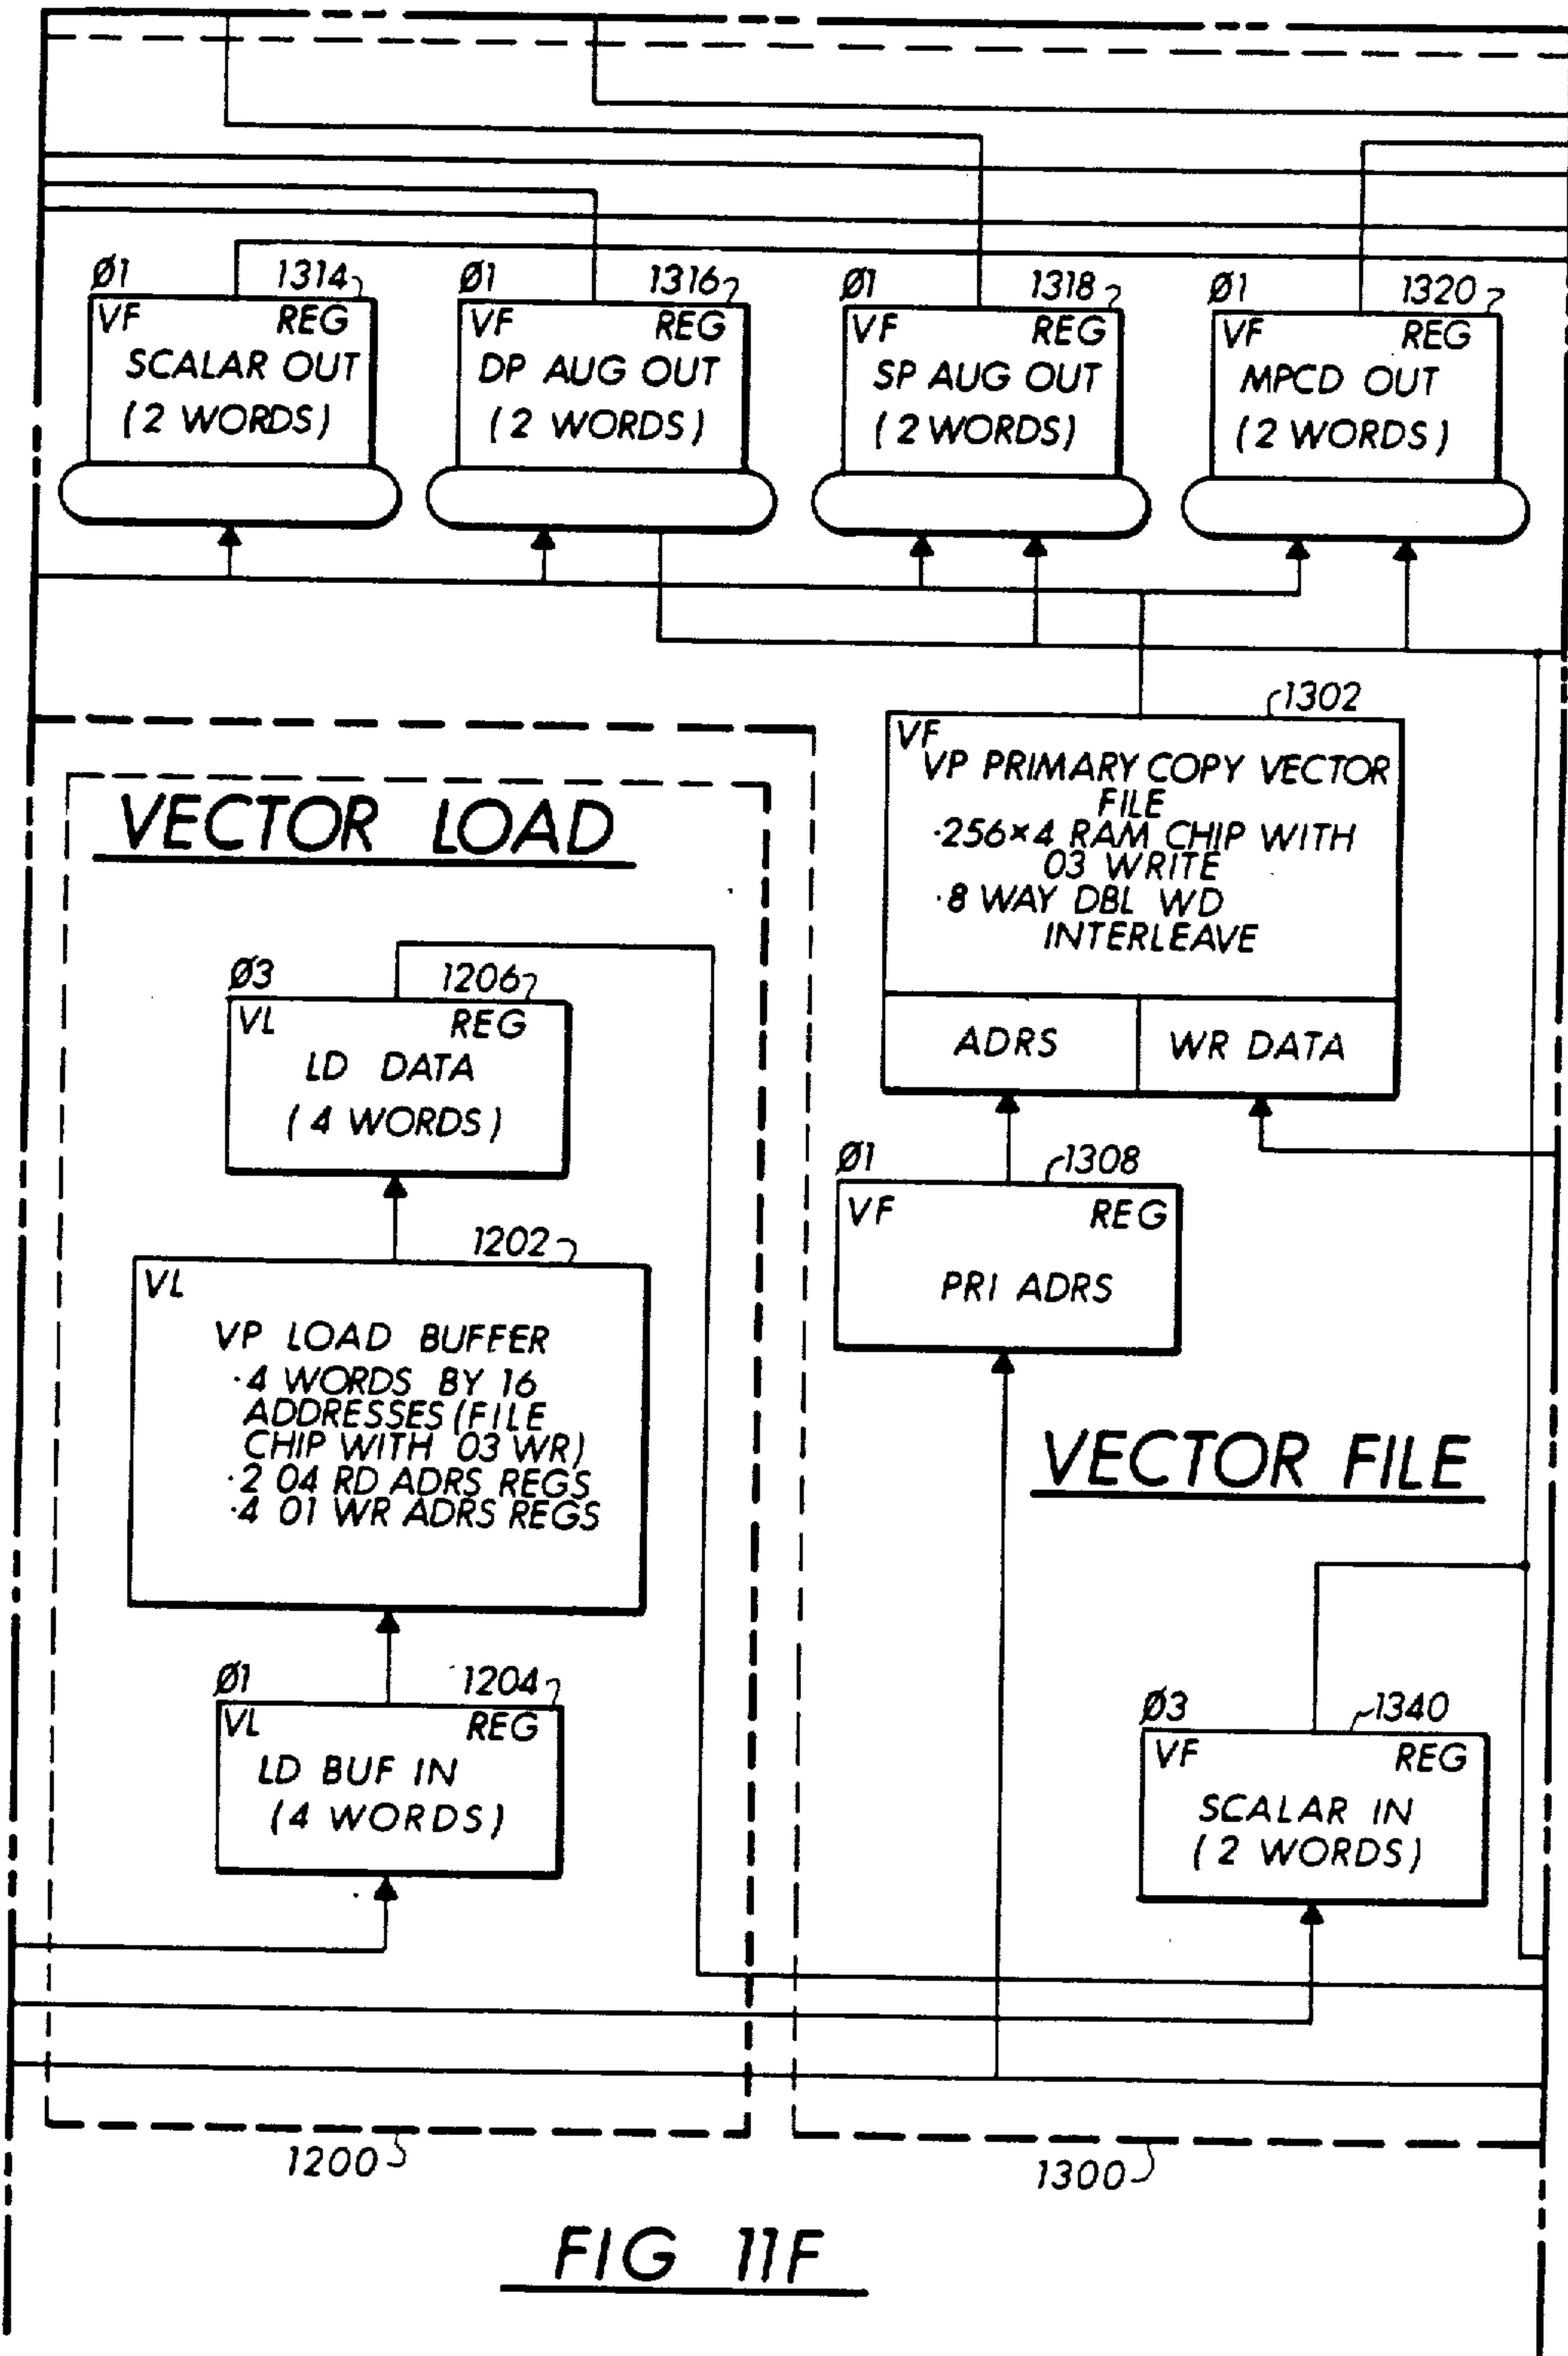 Ø1 1314
VF REG
SCALAR OUT
(2 WORDS)
Ø1 1316
VF REG
DP AUG OUT
(2 WORDS)
Ø1 1318
VF REG
SP AUG OUT
(2 WORDS)
Ø1 1320
VF REG
MPCD OUT
(2 WORDS)
VECTOR LOAD
Ø3 1206
VL REG
LD DATA
(4 WORDS)
1202
VL
VP LOAD BUFFER
·4 WORDS BY 16
ADDRESSES (FILE
CHIP WITH 03 WR)
·2 04 RD ADRS REGS
·4 01 WR ADRS REGS
Ø1 1204
VL REG
LD BUF IN
(4 WORDS)
1200
1302
VF
VP PRIMARY COPY VECTOR
FILE
·256×4 RAM CHIP WITH
03 WRITE
·8 WAY DBL WD
INTERLEAVE
ADRS WR DATA
Ø1 1308
VF REG
PRI ADRS
VECTOR FILE
Ø3 1340
VF REG
SCALAR IN
(2 WORDS)
1300
FIG 11F